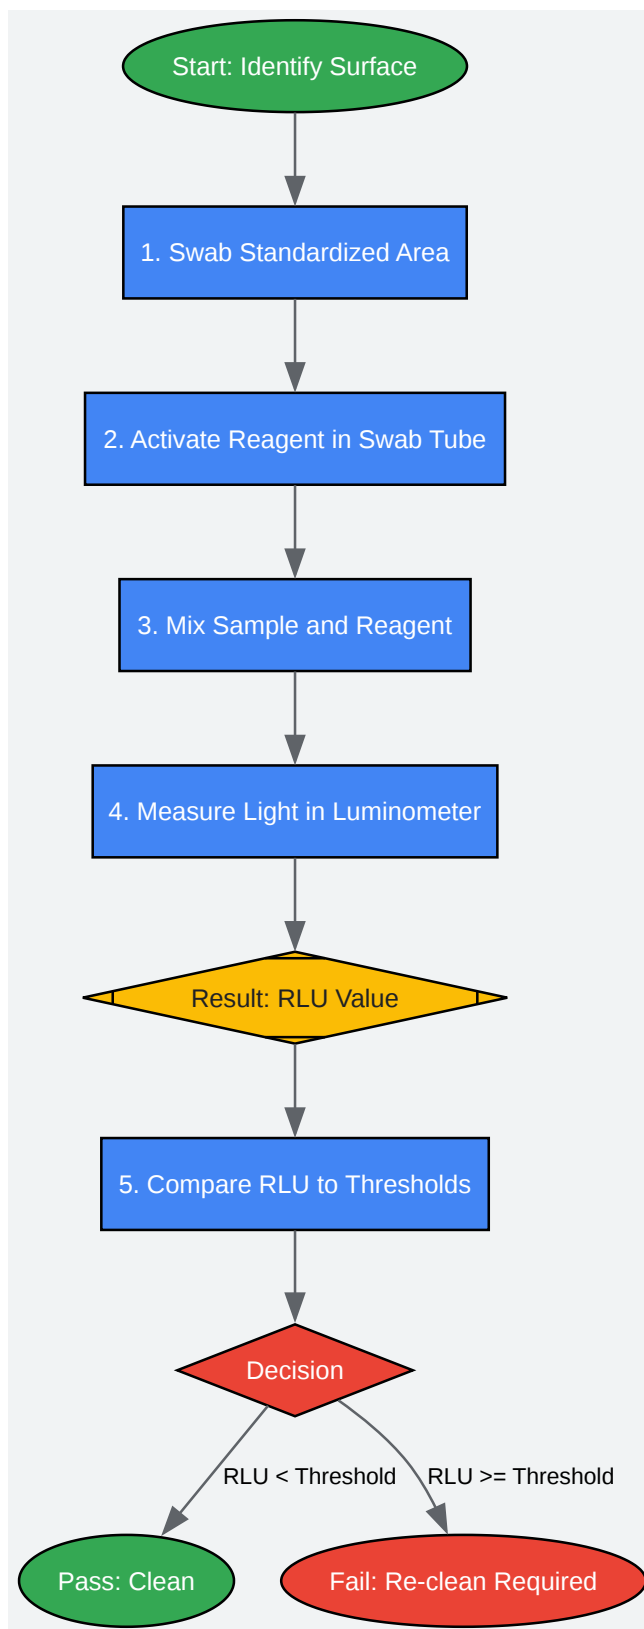 Start: Identify Surface
1. Swab Standardized Area
2. Activate Reagent in Swab Tube
3. Mix Sample and Reagent
4. Measure Light in Luminometer
Result: RLU Value
5. Compare RLU to Thresholds
Decision
RLU < Threshold
RLU >= Threshold
Pass: Clean
Fail: Re-clean Required